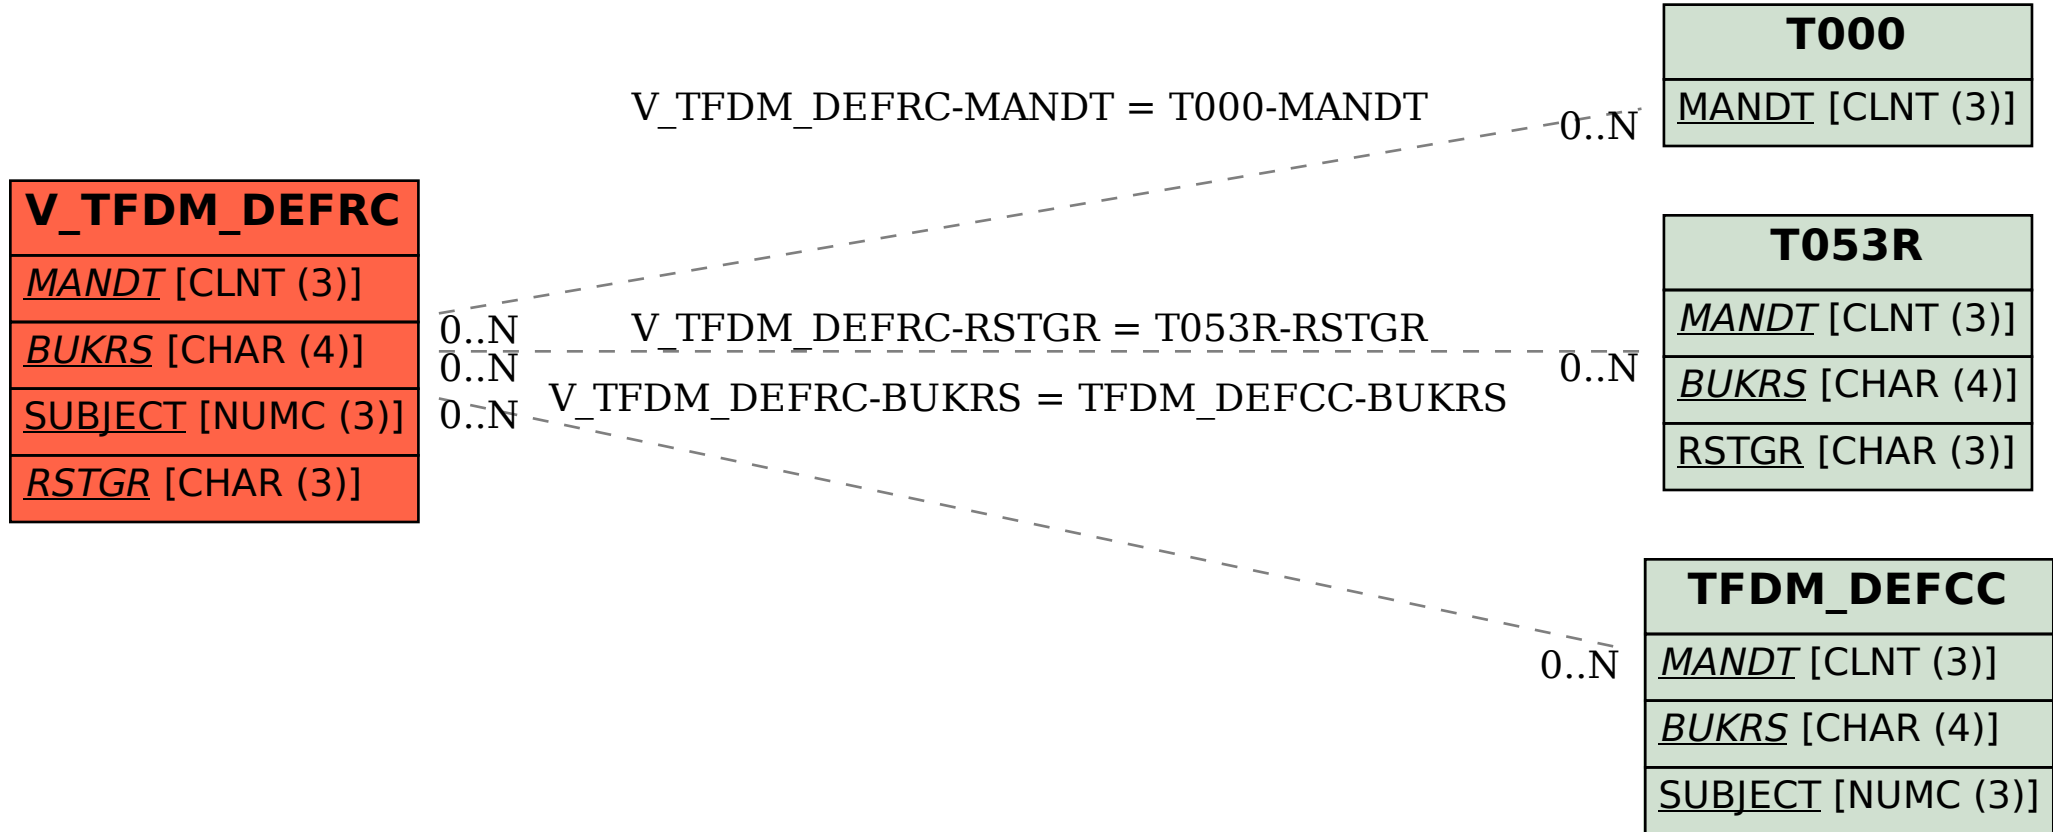 T000
MANDT [CLNT (3)]
V_TFDM_DEFRC-MANDT = T000-MANDT
0..N
V_TFDM_DEFRC
MANDT [CLNT (3)]
BUKRS [CHAR (4)]
SUBJECT [NUMC (3)]
RSTGR [CHAR (3)]
0..N
V_TFDM_DEFRC-RSTGR = T053R-RSTGR
0..N
0..N
V_TFDM_DEFRC-BUKRS = TFDM_DEFCC-BUKRS
0..N
T053R
MANDT [CLNT (3)]
BUKRS [CHAR (4)]
RSTGR [CHAR (3)]
0..N
TFDM_DEFCC
MANDT [CLNT (3)]
BUKRS [CHAR (4)]
SUBJECT [NUMC (3)]